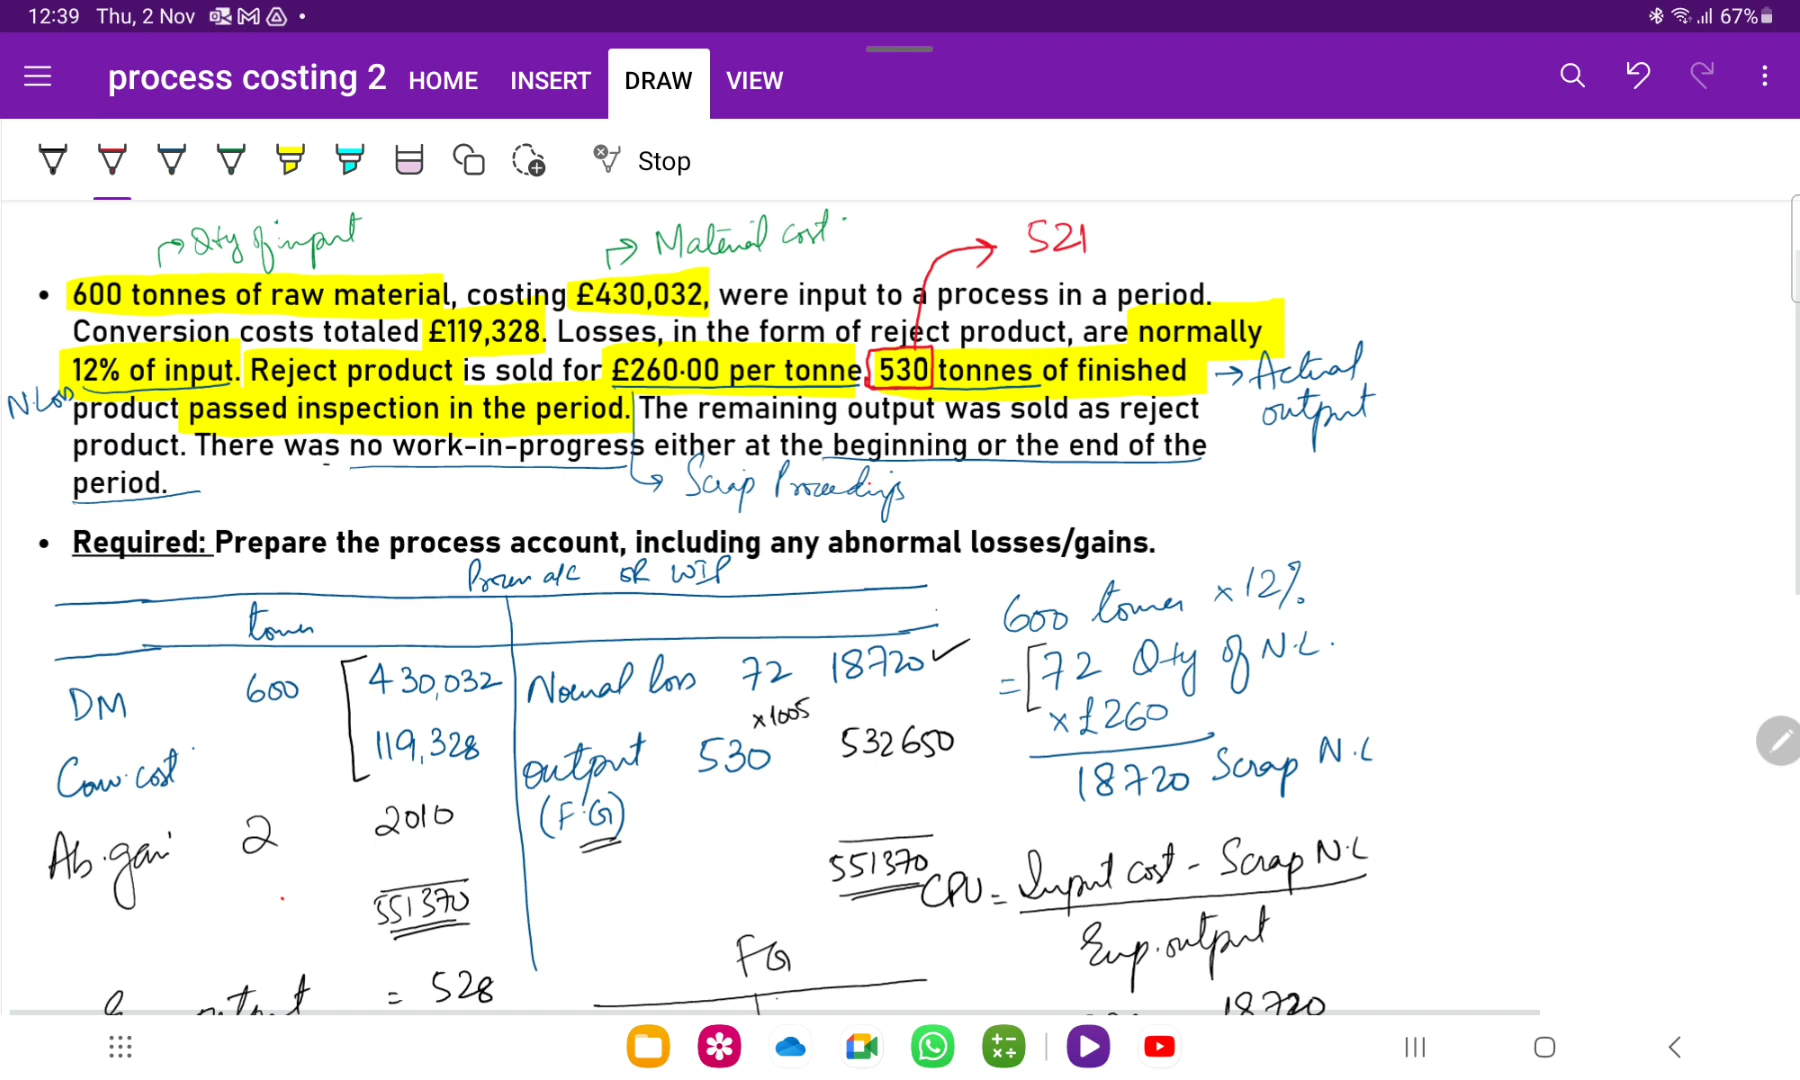 12:39 Thu, 2 Nov 67%
process costing 2 HOME INSERT DRAW VIEW
Stop
Qty of input
Material cost
521
• 600 tonnes of raw material, costing £430,032, were input to a process in a period.
Conversion costs totaled £119,328. Losses, in the form of reject product, are normally
12% of input. Reject product is sold for £260.00 per tonne. 530 tonnes of finished
Actual
N.Loss product passed inspection in the period. The remaining output was sold as reject
output
product. There was no work-in-progress either at the beginning or the end of the
period.
Scrap Proceedings
• Required: Prepare the process account, including any abnormal losses/gains.
Process a/c OR WIP
600 tonnes x 12%
tonnes
DM 600 430,032 Normal loss 72 18720
= 72 Qty of N.L.
x £260
x 1005
Con.cost 119,328 output 530 532650
(F.G)
18720 Scrap N.L
Ab.gain 2 2010
551370 551370
CPU = Input cost - Scrap N.L
Exp.output
FG
= 528
18720